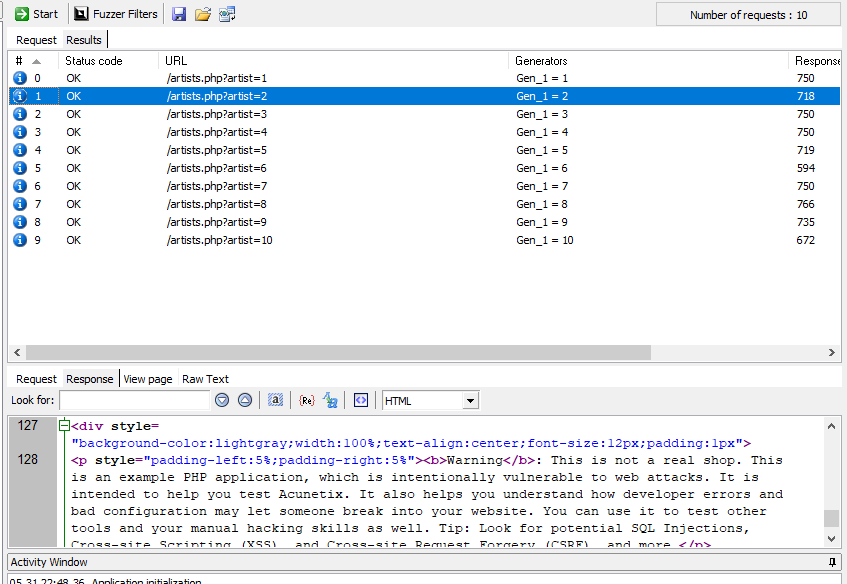 Start Fuzzer Filters Number of requests : 10
Request Results
# Status code URL Generators Response
0 OK /artists.php?artist=1 Gen_1 = 1 750
1 OK /artists.php?artist=2 Gen_1 = 2 718
2 OK /artists.php?artist=3 Gen_1 = 3 750
3 OK /artists.php?artist=4 Gen_1 = 4 750
4 OK /artists.php?artist=5 Gen_1 = 5 719
5 OK /artists.php?artist=6 Gen_1 = 6 594
6 OK /artists.php?artist=7 Gen_1 = 7 750
7 OK /artists.php?artist=8 Gen_1 = 8 766
8 OK /artists.php?artist=9 Gen_1 = 9 735
9 OK /artists.php?artist=10 Gen_1 = 10 672
Request Response View page Raw Text
Look for: a {Re} HTML
127 <div style=
"background-color:lightgray;width:100%;text-align:center;font-size:12px;padding:1px">
128 <p style="padding-left:5%;padding-right:5%"><b>Warning</b>: This is not a real shop. This
is an example PHP application, which is intentionally vulnerable to web attacks. It is
intended to help you test Acunetix. It also helps you understand how developer errors and
bad configuration may let someone break into your website. You can use it to test other
tools and your manual hacking skills as well. Tip: Look for potential SQL Injections,
Cross-site Scripting (XSS), and Cross-site Request Forgery (CSRF), and more.</p>
Activity Window
05.31 22:48.36, Application initialization